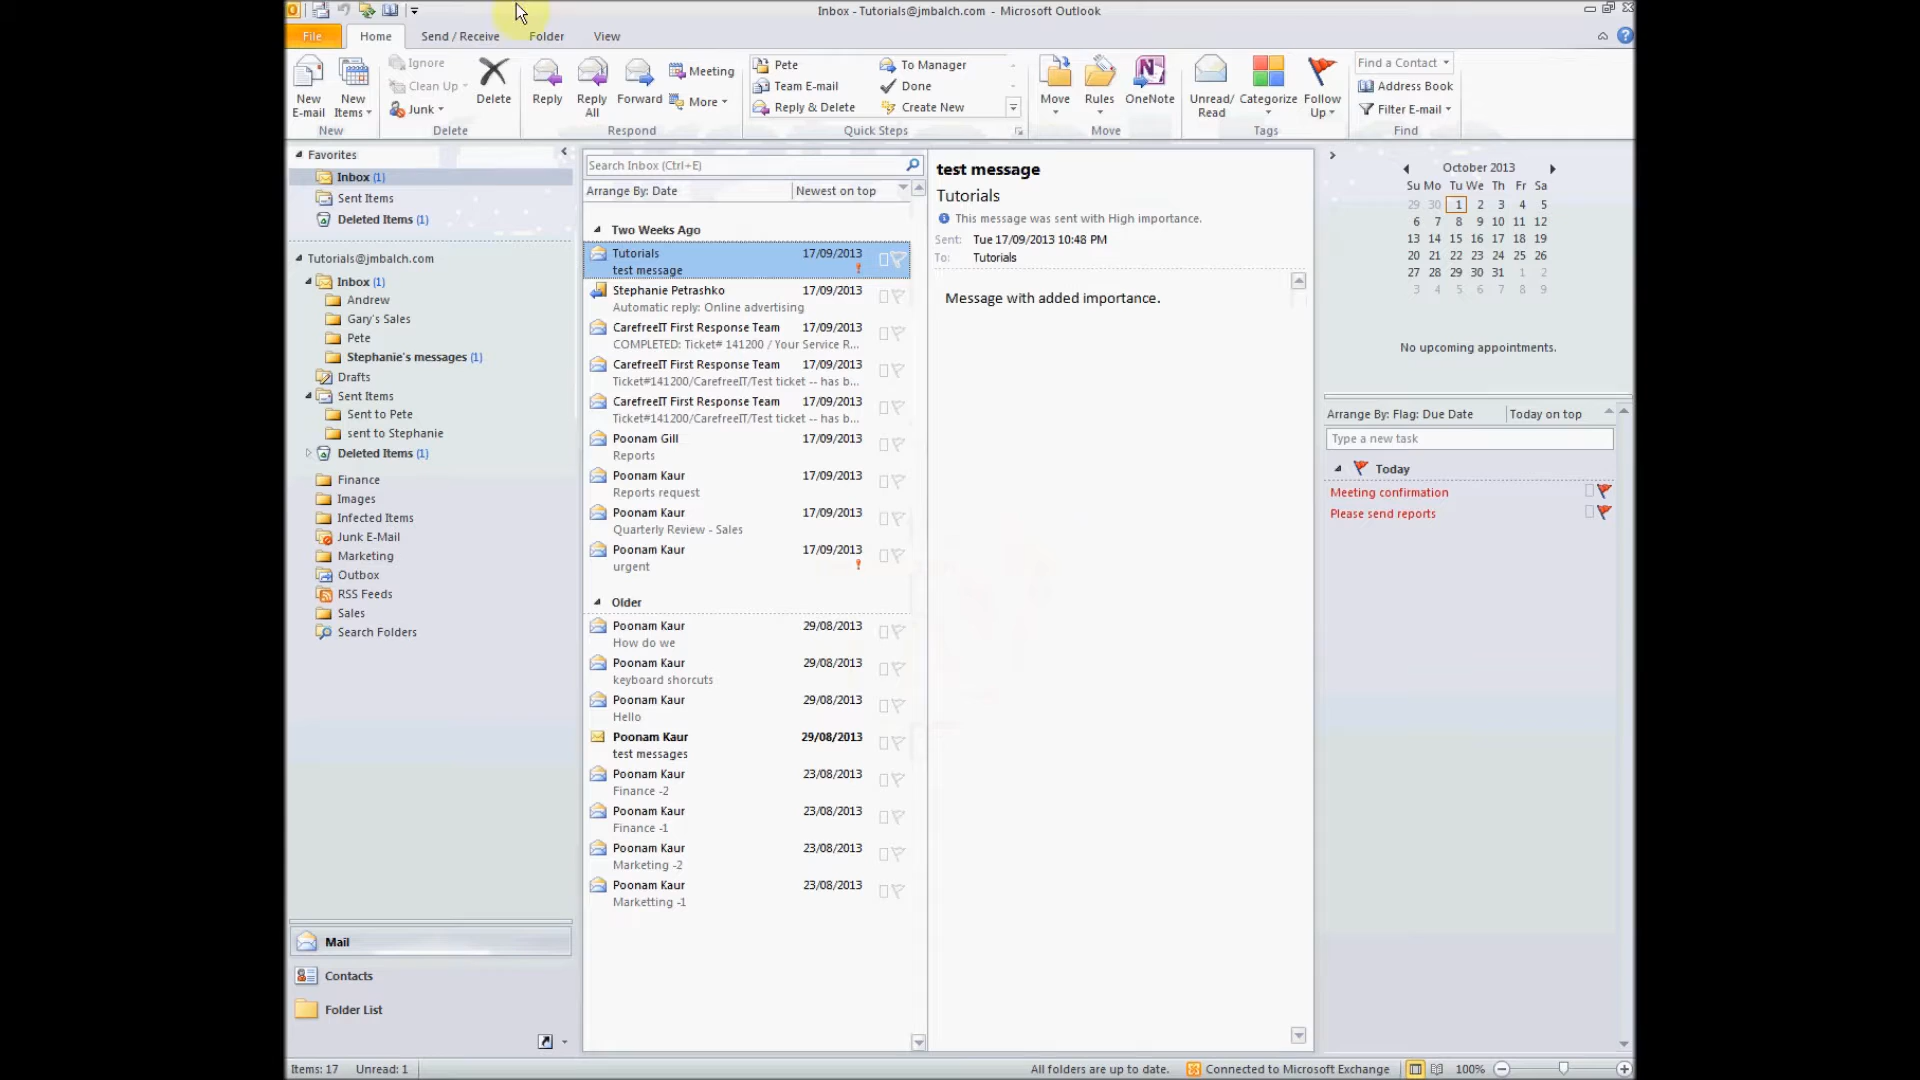 Inbox - Tutorials@jmbalch.com - Microsoft Outlook
File
Home
Send / Receive
Folder
View
New E-mail
New Items
New
Ignore
Clean Up
Junk
Delete
Delete
Reply
Reply All
Forward
Meeting
More
Respond
Pete
Team E-mail
Reply & Delete
To Manager
Done
Create New
Quick Steps
Move
Rules
OneNote
Move
Unread/ Read
Categorize
Follow Up
Tags
Find a Contact
Address Book
Filter E-mail
Find
Favorites
Inbox (1)
Sent Items
Deleted Items (1)
Tutorials@jmbalch.com
Inbox (1)
Andrew
Gary's Sales
Pete
Stephanie's messages (1)
Drafts
Sent Items
Sent to Pete
sent to Stephanie
Deleted Items (1)
Finance
Images
Infected Items
Junk E-Mail
Marketing
Outbox
RSS Feeds
Sales
Search Folders
Mail
Contacts
Folder List
Search Inbox (Ctrl+E)
Arrange By: Date
Newest on top
Two Weeks Ago
Tutorials 17/09/2013
test message
Stephanie Petrashko 17/09/2013
Automatic reply: Online advertising
CarefreeIT First Response Team 17/09/2013
COMPLETED: Ticket# 141200 / Your Service R...
CarefreeIT First Response Team 17/09/2013
Ticket#141200/CarefreeIT/Test ticket -- has b...
CarefreeIT First Response Team 17/09/2013
Ticket#141200/CarefreeIT/Test ticket -- has b...
Poonam Gill 17/09/2013
Reports
Poonam Kaur 17/09/2013
Reports request
Poonam Kaur 17/09/2013
Quarterly Review - Sales
Poonam Kaur 17/09/2013
urgent
Older
Poonam Kaur 29/08/2013
How do we
Poonam Kaur 29/08/2013
keyboard shorcuts
Poonam Kaur 29/08/2013
Hello
Poonam Kaur 29/08/2013
test messages
Poonam Kaur 23/08/2013
Finance -2
Poonam Kaur 23/08/2013
Finance -1
Poonam Kaur 23/08/2013
Marketing -2
Poonam Kaur 23/08/2013
Marketting -1
test message
Tutorials
This message was sent with High importance.
Sent: Tue 17/09/2013 10:48 PM
To: Tutorials
Message with added importance.
October 2013
Su Mo Tu We Th Fr Sa
29 30 1 2 3 4 5
6 7 8 9 10 11 12
13 14 15 16 17 18 19
20 21 22 23 24 25 26
27 28 29 30 31 1 2
3 4 5 6 7 8 9
No upcoming appointments.
Arrange By: Flag: Due Date
Today on top
Type a new task
Today
Meeting confirmation
Please send reports
Items: 17
Unread: 1
All folders are up to date.
Connected to Microsoft Exchange
100%